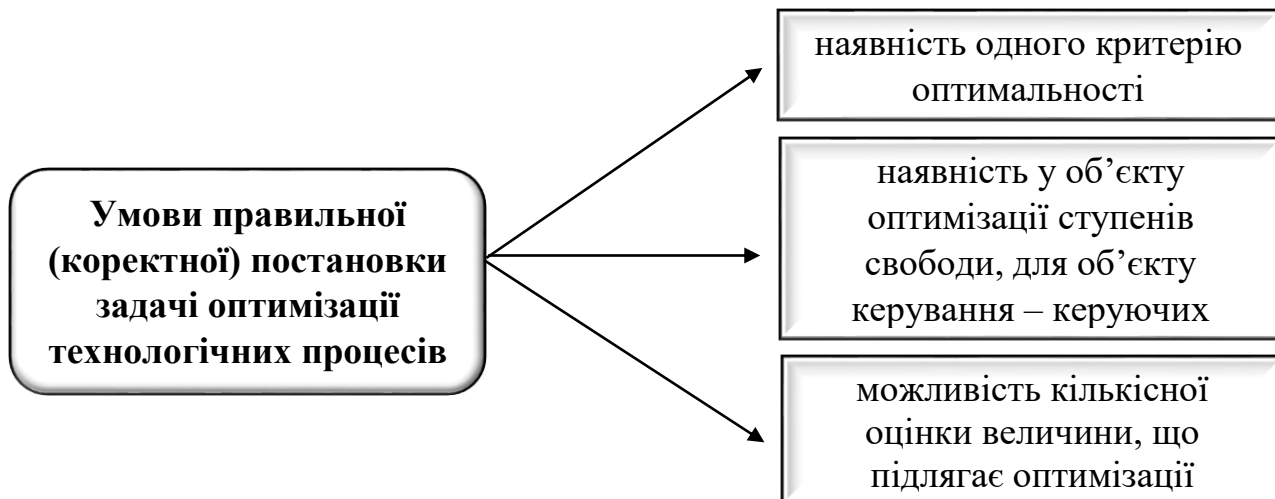 Умови правильної
(коректної) постановки
задачі оптимізації
технологічних процесів
наявність одного критерію
оптимальності
наявність у об’єкту
оптимізації ступенів
свободи, для об’єкту
керування – керуючих
можливість кількісної
оцінки величини, що
підлягає оптимізації